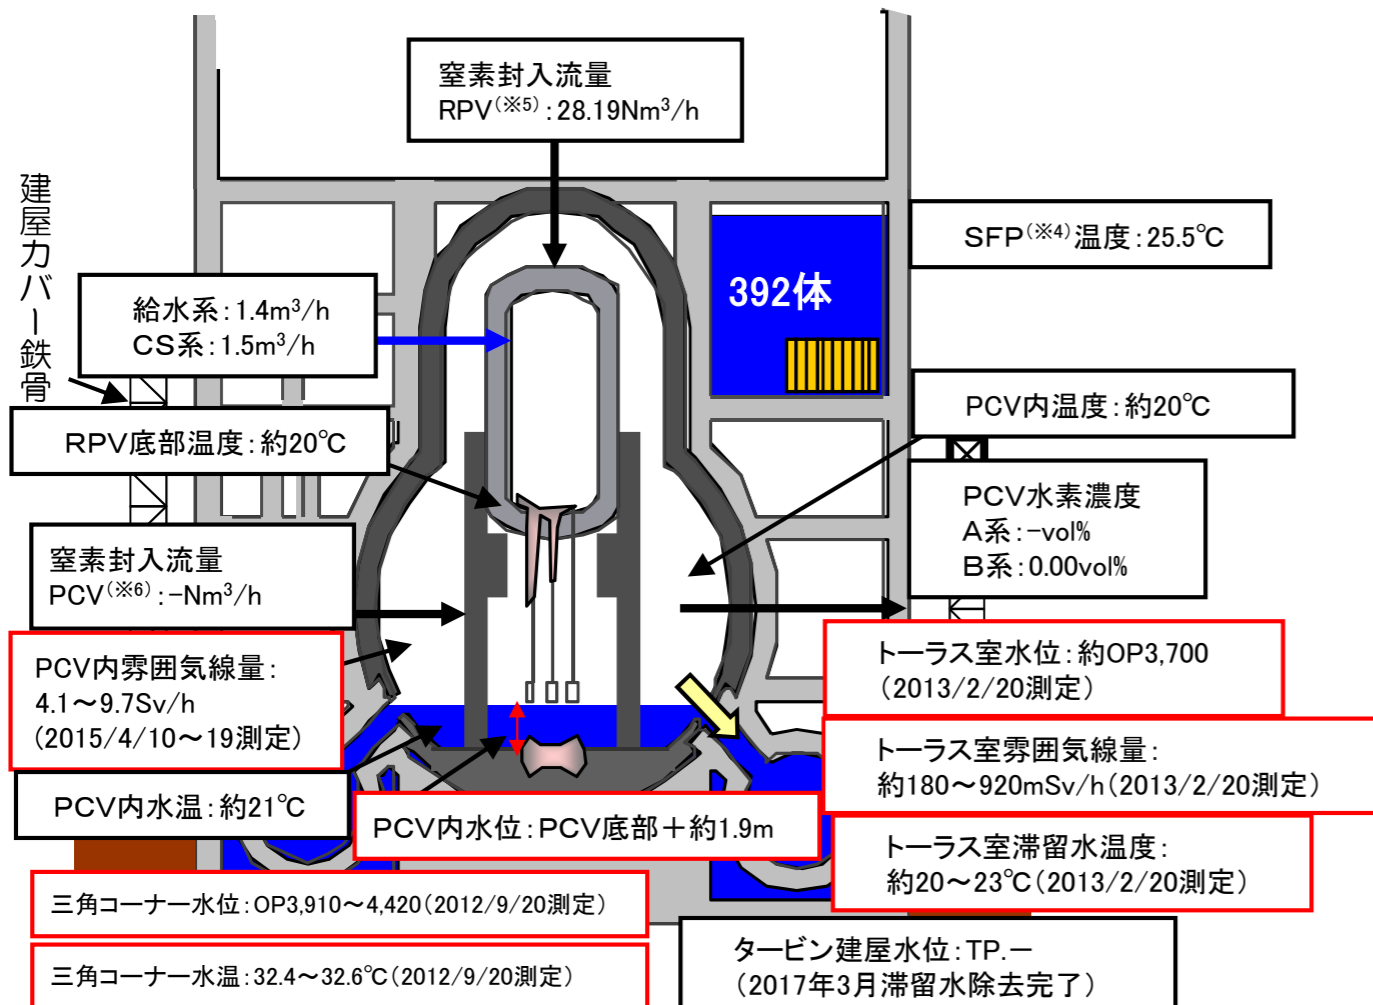 窒素封入流量
RPV(※5):28.19Nm³/h
建屋カバー鉄骨
SFP(※4)温度:25.5℃
392体
給水系:1.4m³/h
CS系:1.5m³/h
PCV内温度:約20℃
RPV底部温度:約20℃
PCV水素濃度
A系:-vol%
B系:0.00vol%
窒素封入流量
PCV(※6):-Nm³/h
PCV内雰囲気線量:
4.1~9.7Sv/h
(2015/4/10~19測定)
トーラス室水位:約OP3,700
(2013/2/20測定)
トーラス室雰囲気線量:
約180~920mSv/h(2013/2/20測定)
PCV内水温:約21℃
PCV内水位:PCV底部+約1.9m
トーラス室滞留水温度:
約20~23℃(2013/2/20測定)
三角コーナー水位:OP3,910~4,420(2012/9/20測定)
三角コーナー水温:32.4~32.6℃(2012/9/20測定)
タービン建屋水位:TP.-
(2017年3月滞留水除去完了)